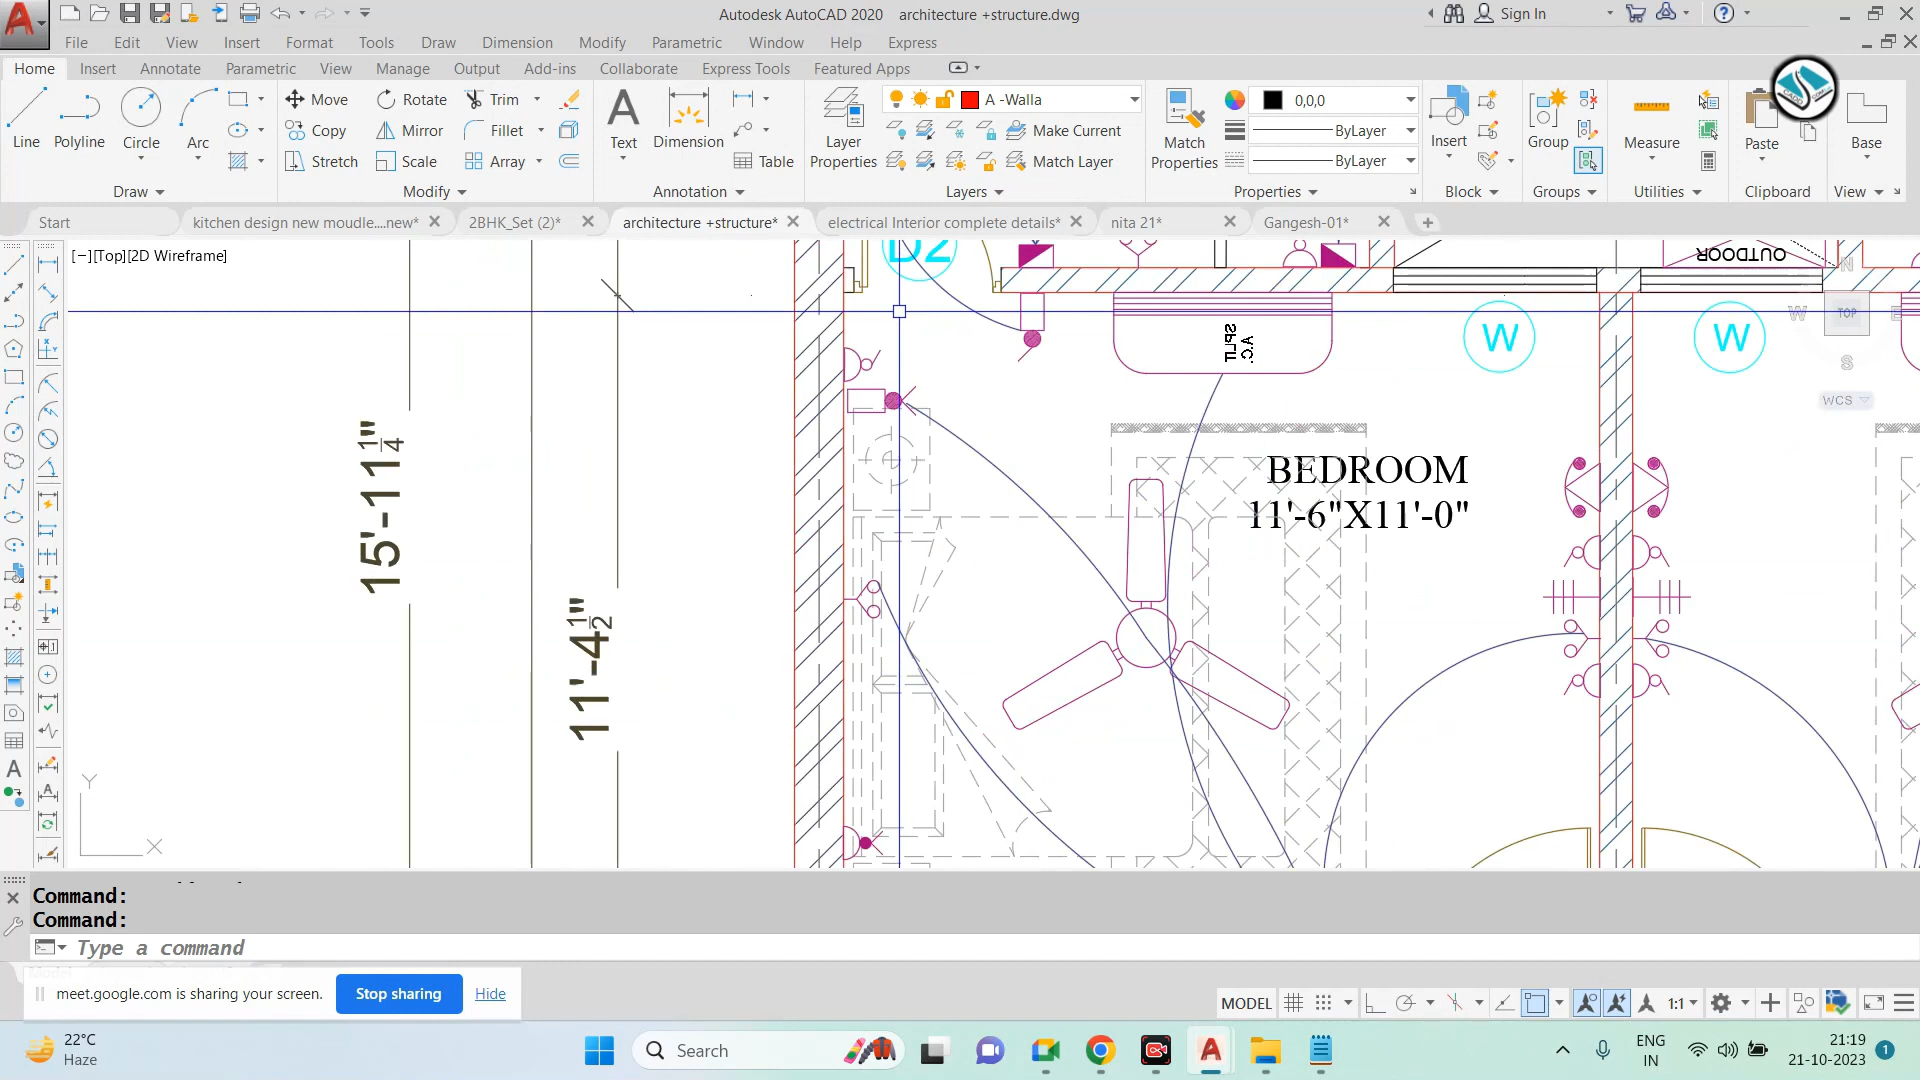 Autodesk AutoCAD 2020 architecture +structure.dwg
Sign In
File Edit View Insert Format Tools Draw Dimension Modify Parametric Window Help Express
Home Insert Annotate Parametric View Manage Output Add-ins Collaborate Express Tools Featured Apps
Line Polyline Circle Arc
Move Rotate Trim
Copy Mirror Fillet
Stretch Scale Array
Text Dimension Table
Layer Properties
A -Walla
Make Current
Match Layer
Match Properties
0,0,0
ByLayer
ByLayer
Insert
Group
Measure
Paste
Base
Draw Modify Annotation Layers Properties Block Groups Utilities Clipboard View
Start kitchen design new moudle....new* 2BHK_Set (2)* architecture +structure* electrical Interior complete details* nita 21* Gangesh-01*
[−][Top][2D Wireframe]
D2
OUTDOOR
N
W TOP E
S
WCS
SPLIT
A.C.
W
W
BEDROOM
11'-6"X11'-0"
15'-11 1/4"
11'-4 1/2"
Y
X
Command:
Command:
Type a command
meet.google.com is sharing your screen. Stop sharing Hide
MODEL 1:1
22°C
Haze
Search
ENG
IN
21:19
21-10-2023
1